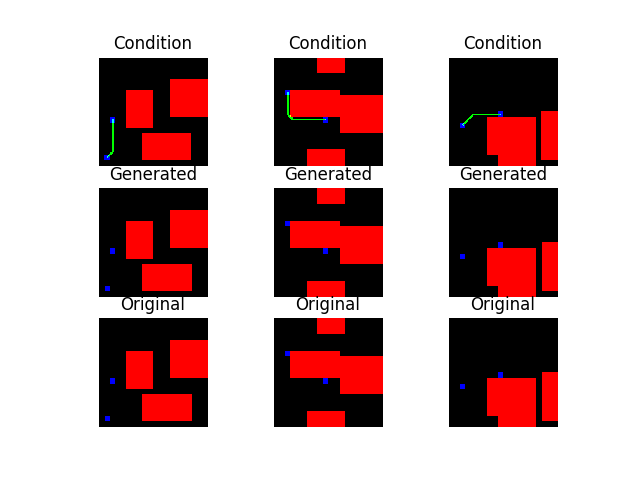 Condition Condition Condition
Generated Generated Generated
Original Original Original